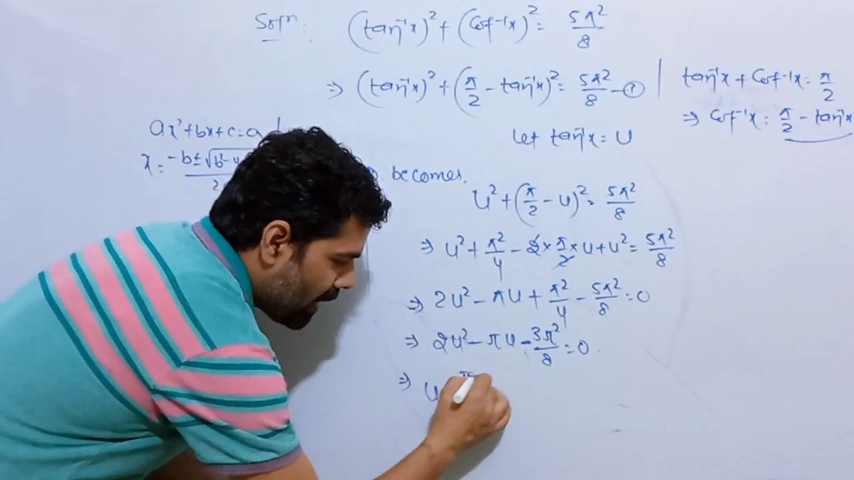 Soln:
(tan⁻¹x)² + (Cot⁻¹x)² = 5π²/8
⇒ (tan⁻¹x)² + (π/2 - tan⁻¹x)² = 5π²/8 - ①
tan⁻¹x + Cot⁻¹x = π/2
⇒ Cot⁻¹x = π/2 - tan⁻¹x
Let tan⁻¹x = u
ax² + bx + c = 0
x = -b ± √b² -
becomes,
u² + (π/2 - u)² = 5π²/8
⇒ u² + π²/4 - 2 × π/2 × u + u² = 5π²/8
⇒ 2u² - πu + π²/4 - 5π²/8 = 0
⇒ 2u² - πu - 3π²/8 = 0
⇒ u